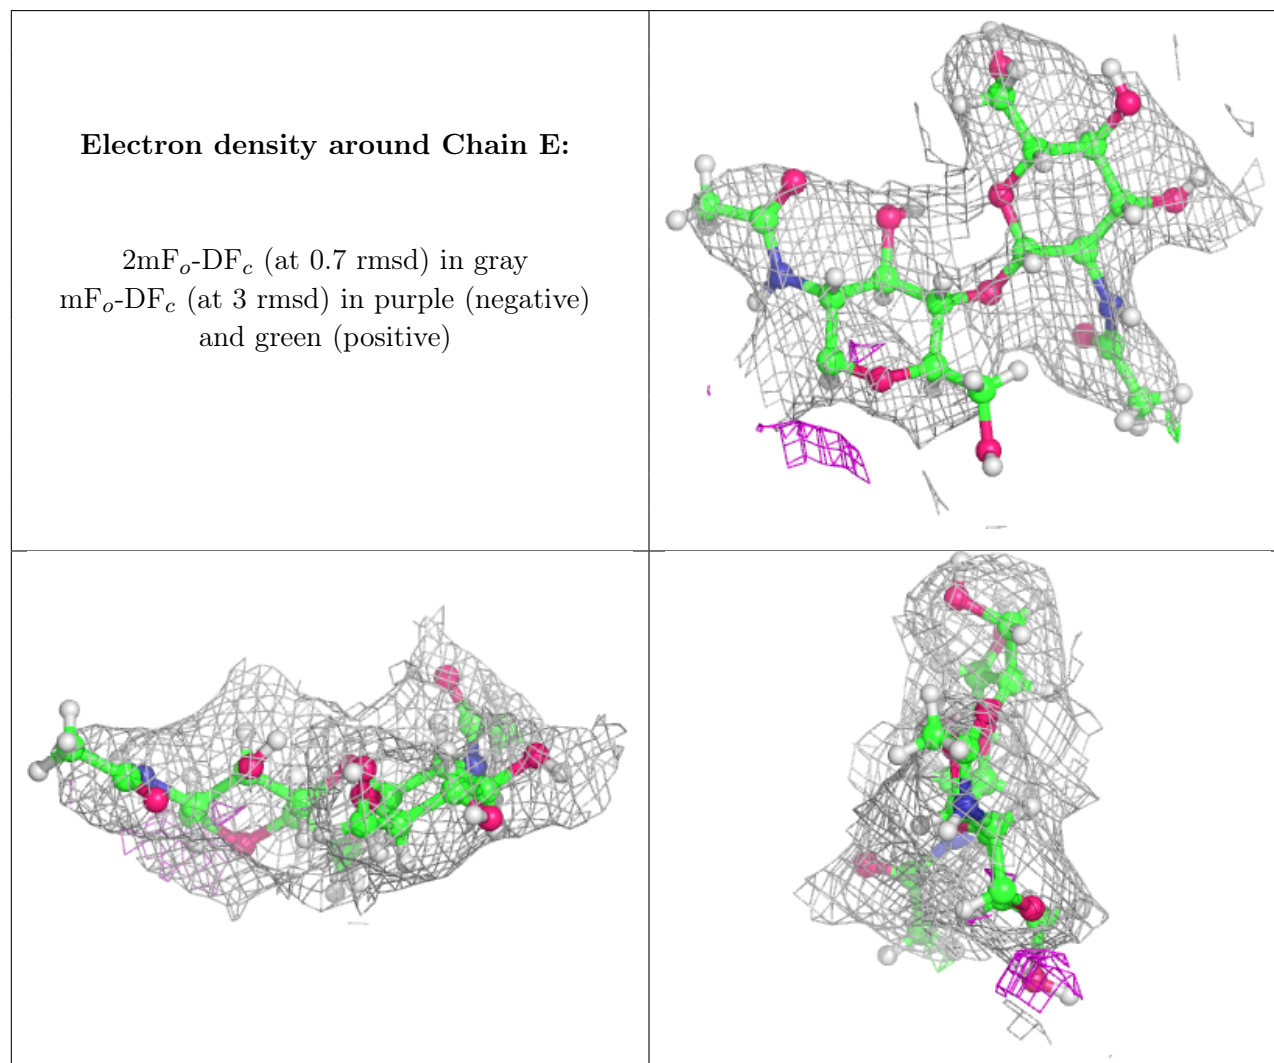 Electron density around Chain E:
2mFo-DFc (at 0.7 rmsd) in gray
mFo-DFc (at 3 rmsd) in purple (negative)
and green (positive)